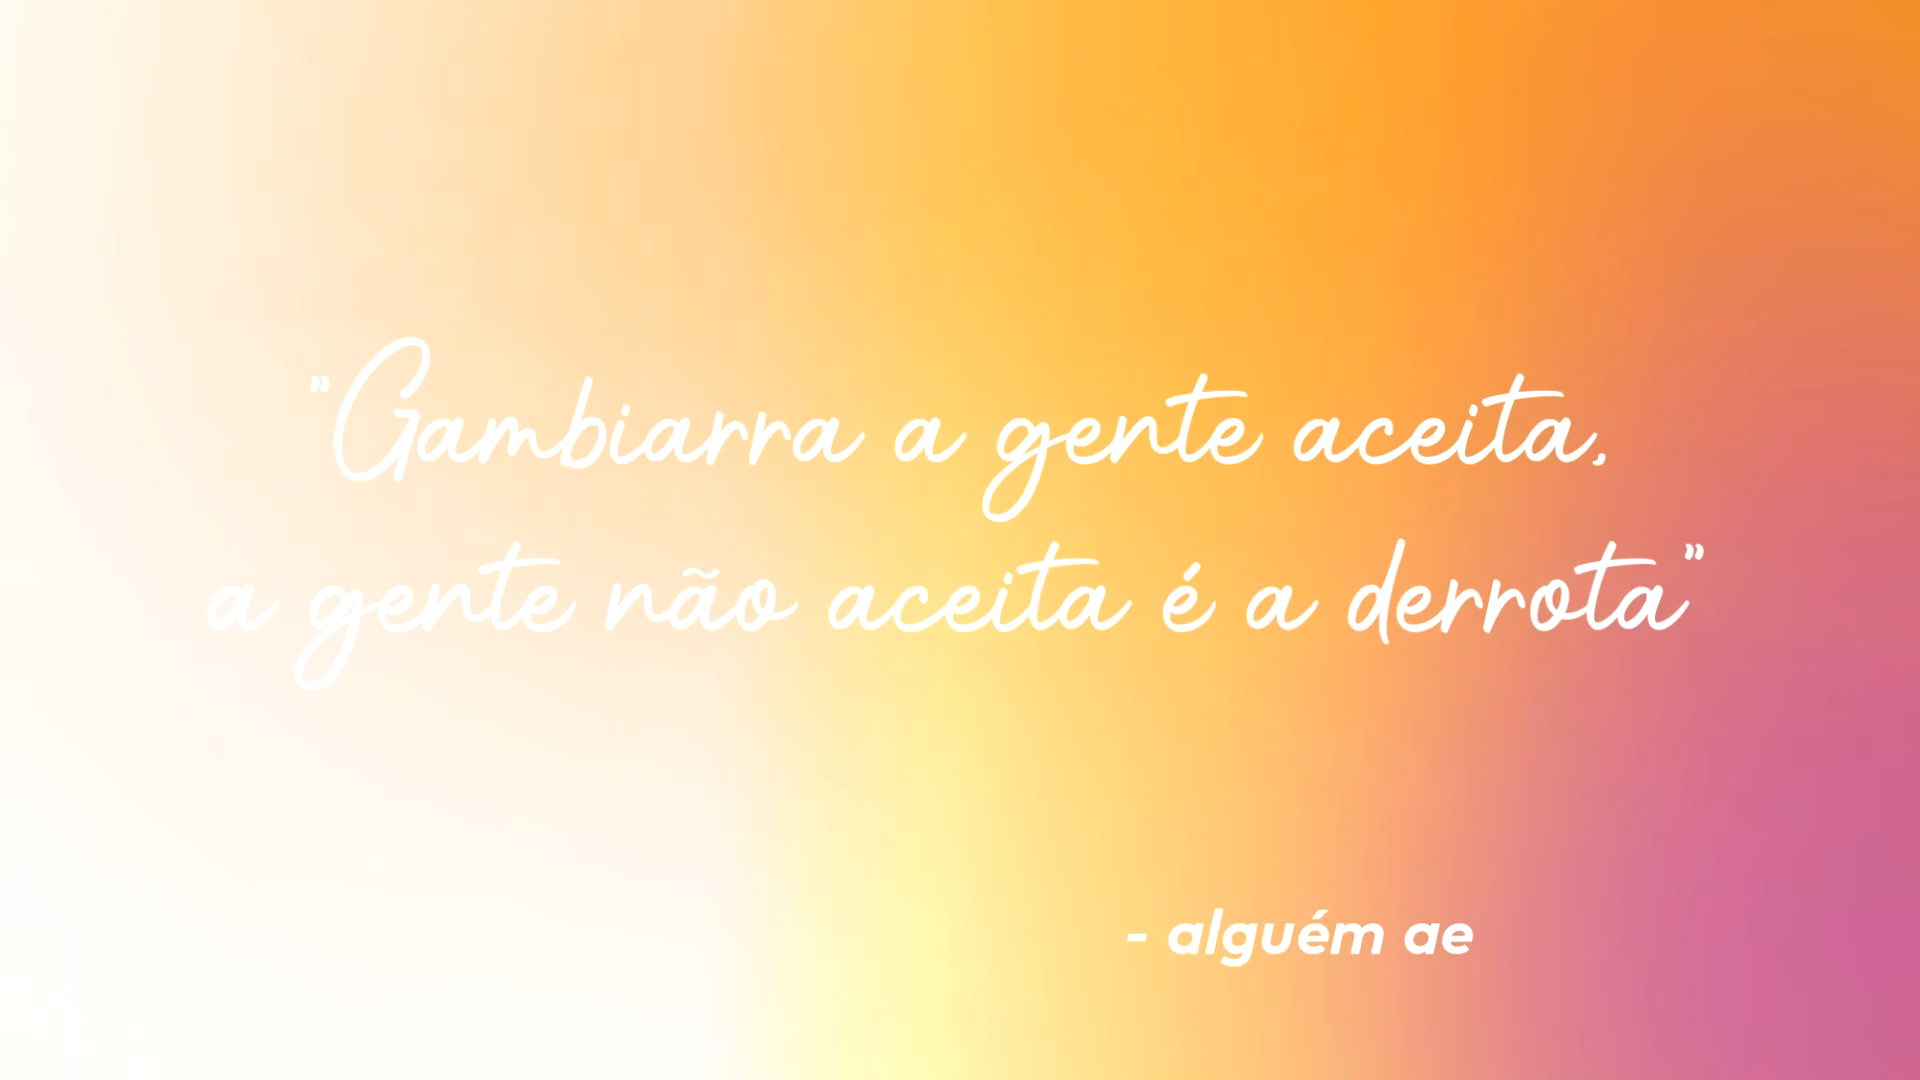 "Gambiarra a gente aceita,
a gente não aceita é a derrota"
- alguém ae